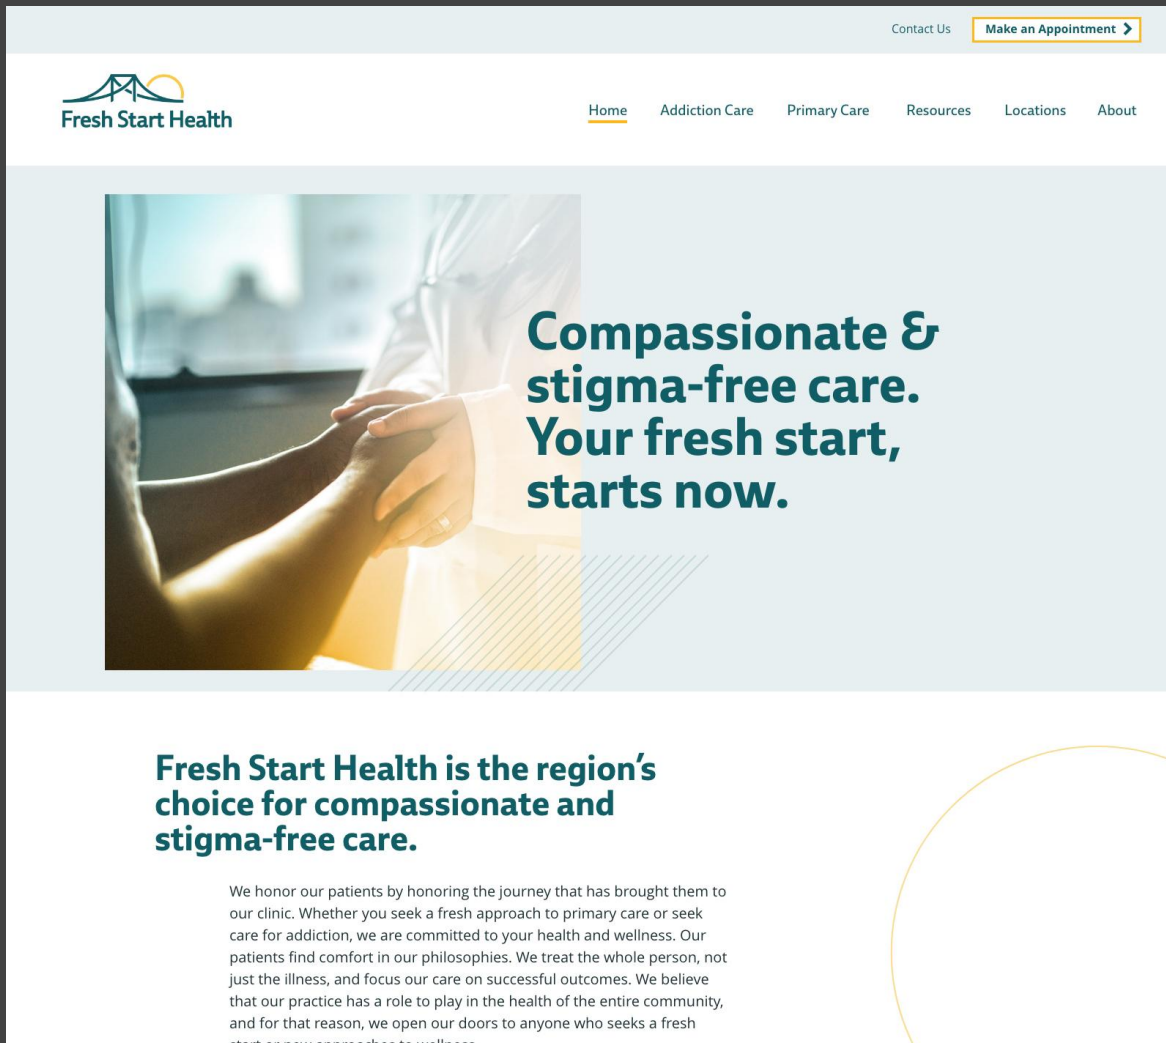 Contact Us
Make an Appointment
Fresh Start Health
Home
Addiction Care
Primary Care
Resources
Locations
About
Compassionate &
stigma-free care.
Your fresh start,
starts now.
Fresh Start Health is the region’s
choice for compassionate and
stigma-free care.
We honor our patients by honoring the journey that has brought them to
our clinic. Whether you seek a fresh approach to primary care or seek
care for addiction, we are committed to your health and wellness. Our
patients find comfort in our philosophies. We treat the whole person, not
just the illness, and focus our care on successful outcomes. We believe
that our practice has a role to play in the health of the entire community,
and for that reason, we open our doors to anyone who seeks a fresh
start or new approaches to wellness.